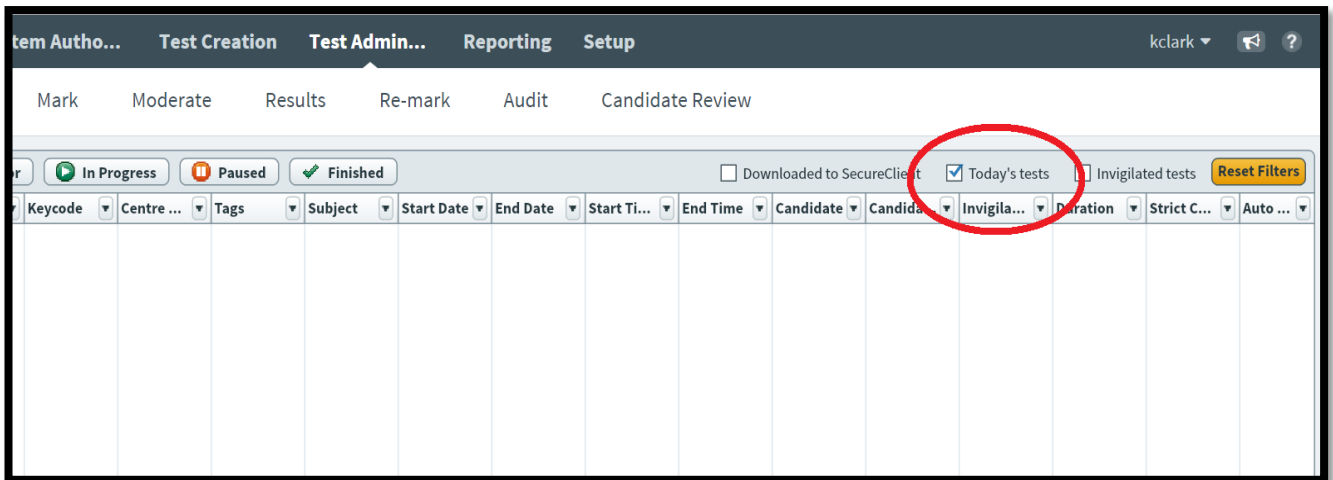 tem Autho... Test Creation Test Admin... Reporting Setup kclark
Mark Moderate Results Re-mark Audit Candidate Review
r In Progress Paused Finished Downloaded to SecureClient Today's tests Invigilated tests Reset Filters
Keycode Centre ... Tags Subject Start Date End Date Start Ti... End Time Candidate Candida... Invigila... Duration Strict C... Auto ...